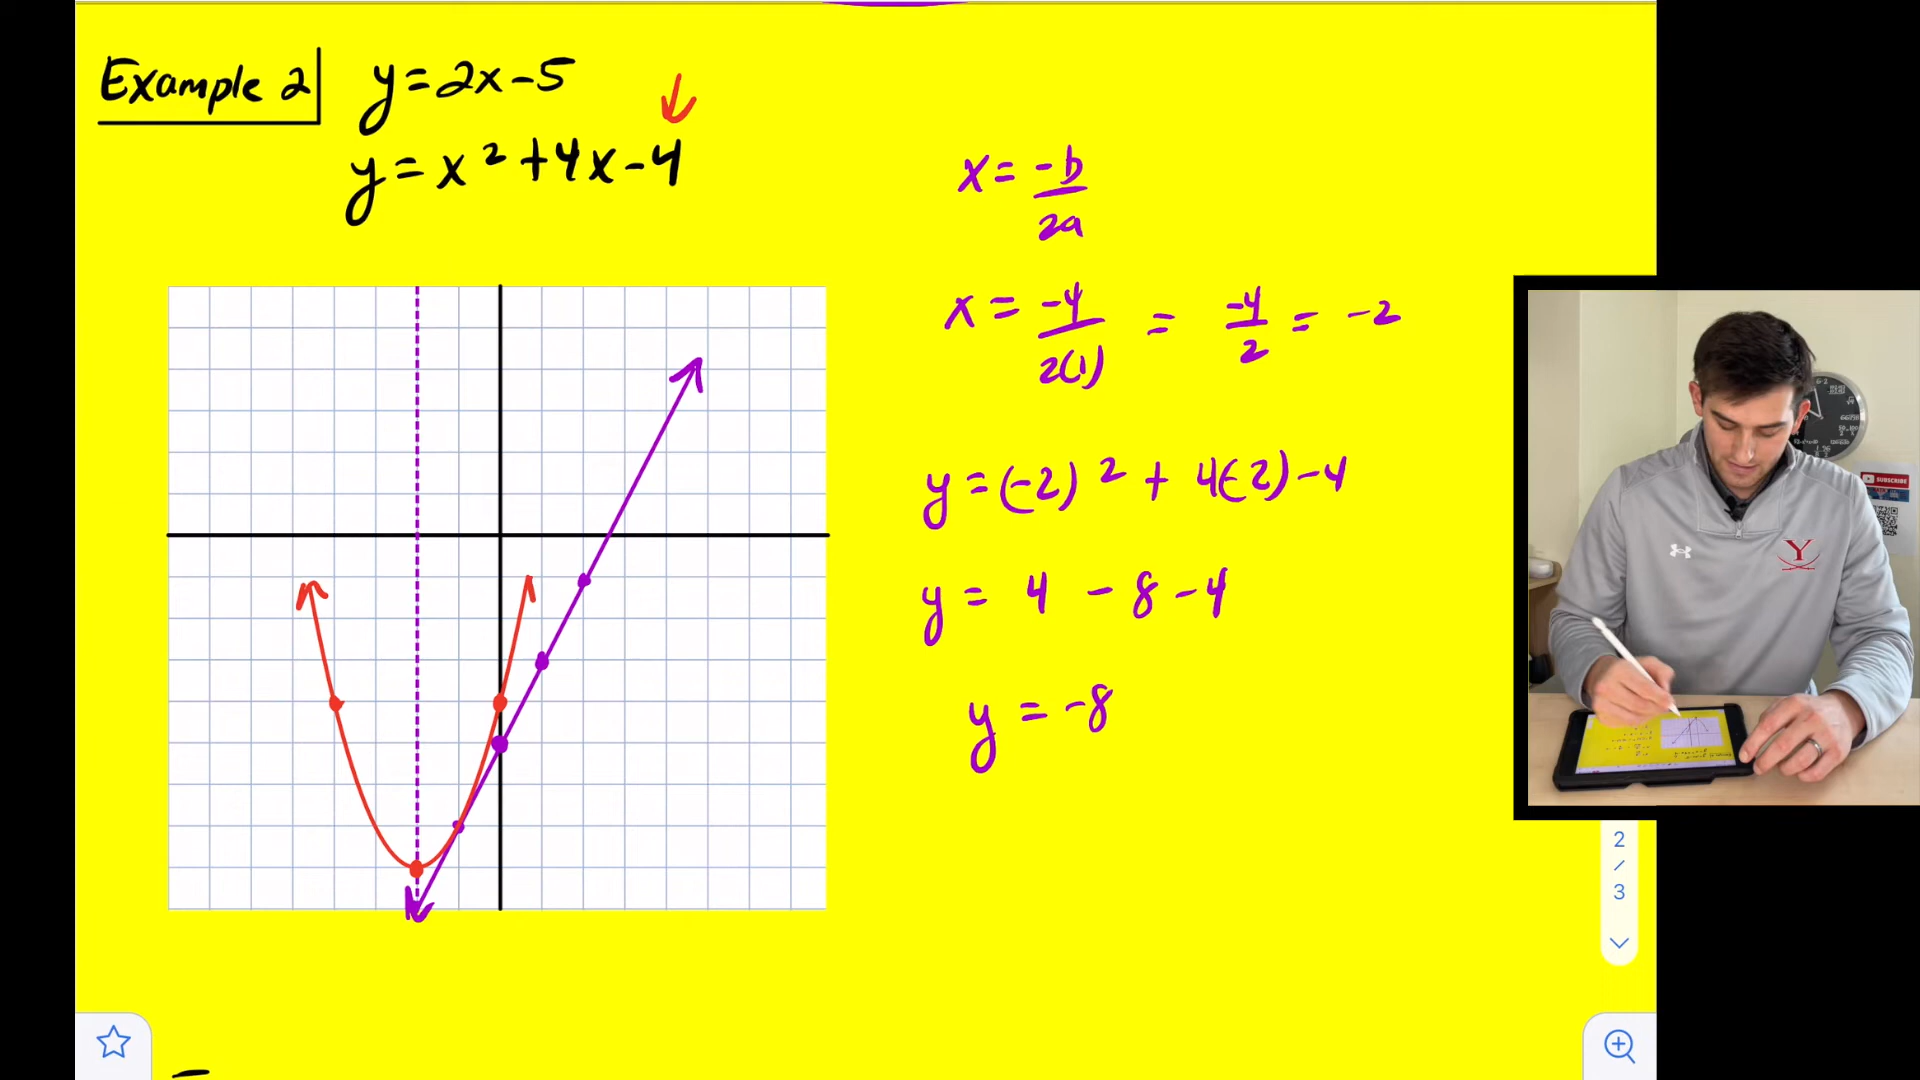 Example 2
y=2x-5
y=x²+4x-4
x=-b/2a
x=-4/2(1) = -4/2 = -2
y=(-2)²+4(-2)-4
y= 4 - 8 - 4
y=-8
SUBSCRIBE
Y
2
/
3